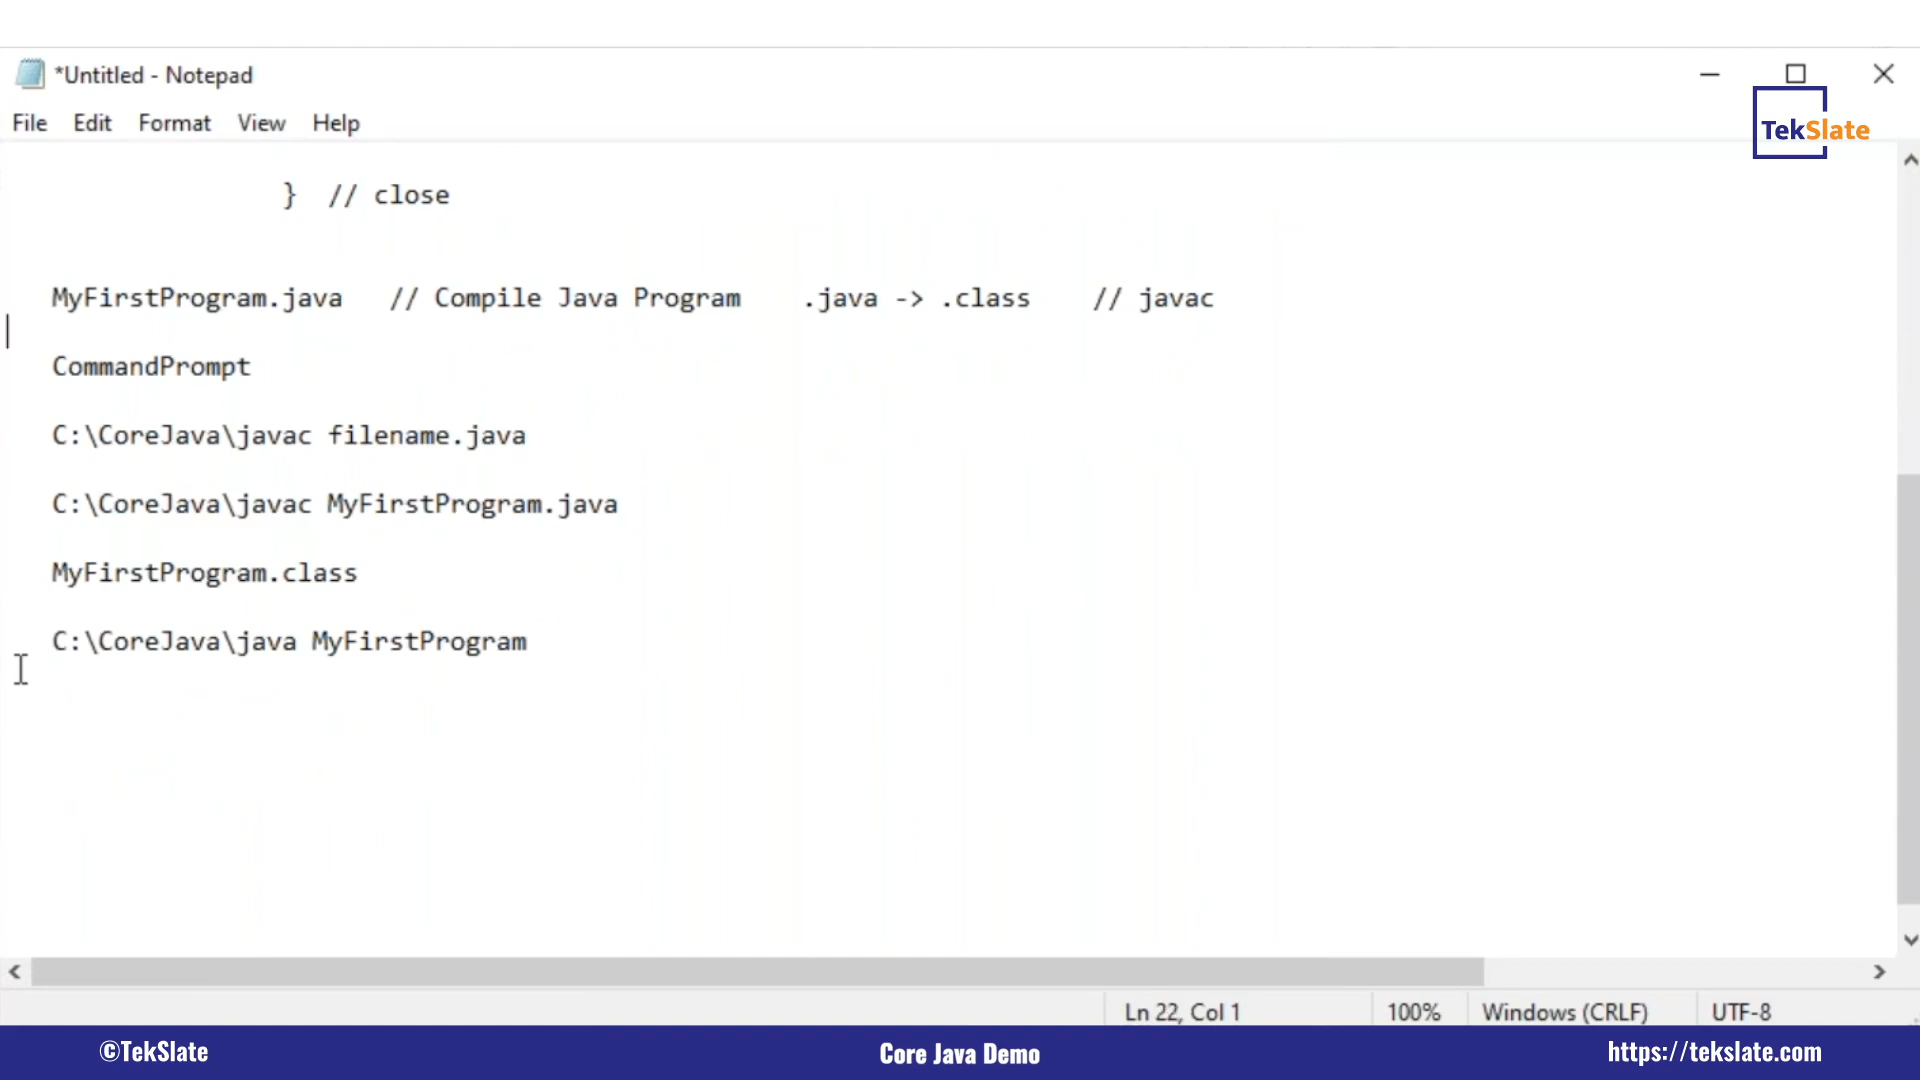 *Untitled - Notepad
File Edit Format View Help
TekSlate
} // close
MyFirstProgram.java // Compile Java Program .java -> .class // javac
CommandPrompt
C:\CoreJava\javac filename.java
C:\CoreJava\javac MyFirstProgram.java
MyFirstProgram.class
C:\CoreJava\java MyFirstProgram
Ln 22, Col 1 100% Windows (CRLF) UTF-8
©TekSlate Core Java Demo https://tekslate.com